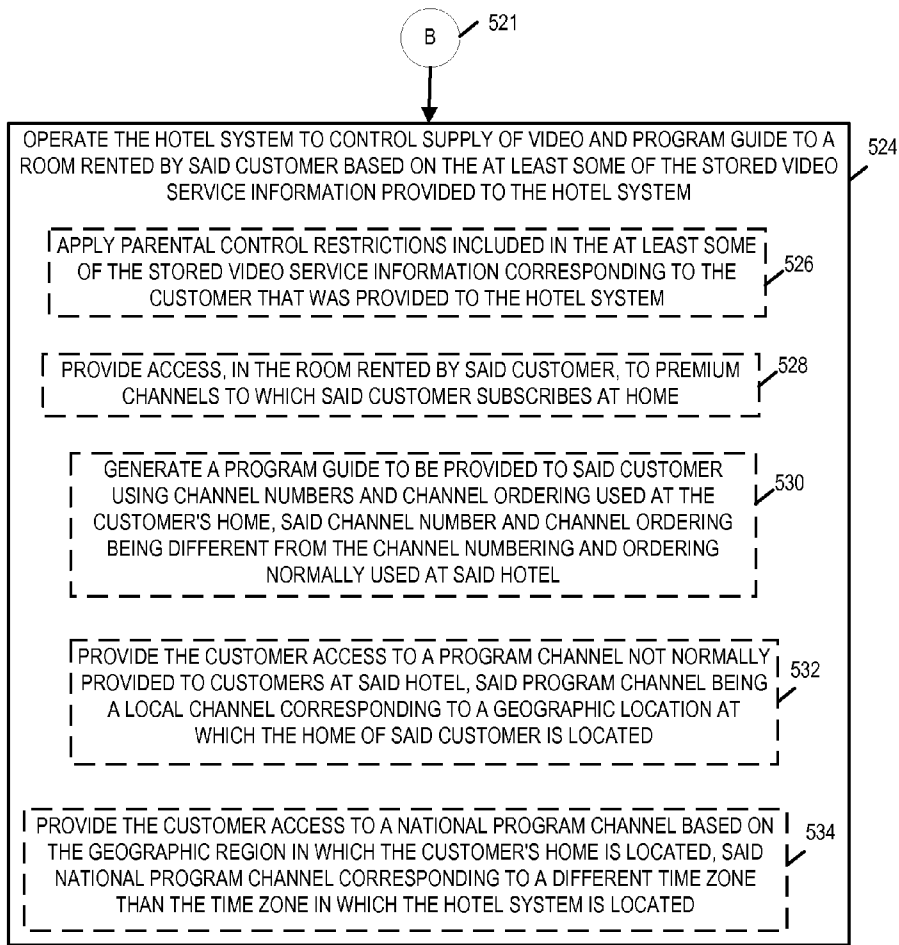 B
521
OPERATE THE HOTEL SYSTEM TO CONTROL SUPPLY OF VIDEO AND PROGRAM GUIDE TO A
ROOM RENTED BY SAID CUSTOMER BASED ON THE AT LEAST SOME OF THE STORED VIDEO
SERVICE INFORMATION PROVIDED TO THE HOTEL SYSTEM
524
APPLY PARENTAL CONTROL RESTRICTIONS INCLUDED IN THE AT LEAST SOME
OF THE STORED VIDEO SERVICE INFORMATION CORRESPONDING TO THE
CUSTOMER THAT WAS PROVIDED TO THE HOTEL SYSTEM
526
PROVIDE ACCESS, IN THE ROOM RENTED BY SAID CUSTOMER, TO PREMIUM
CHANNELS TO WHICH SAID CUSTOMER SUBSCRIBES AT HOME
528
GENERATE A PROGRAM GUIDE TO BE PROVIDED TO SAID CUSTOMER
USING CHANNEL NUMBERS AND CHANNEL ORDERING USED AT THE
CUSTOMER'S HOME, SAID CHANNEL NUMBER AND CHANNEL ORDERING
BEING DIFFERENT FROM THE CHANNEL NUMBERING AND ORDERING
NORMALLY USED AT SAID HOTEL
530
PROVIDE THE CUSTOMER ACCESS TO A PROGRAM CHANNEL NOT NORMALLY
PROVIDED TO CUSTOMERS AT SAID HOTEL, SAID PROGRAM CHANNEL BEING
A LOCAL CHANNEL CORRESPONDING TO A GEOGRAPHIC LOCATION AT
WHICH THE HOME OF SAID CUSTOMER IS LOCATED
532
PROVIDE THE CUSTOMER ACCESS TO A NATIONAL PROGRAM CHANNEL BASED ON
THE GEOGRAPHIC REGION IN WHICH THE CUSTOMER'S HOME IS LOCATED, SAID
NATIONAL PROGRAM CHANNEL CORRESPONDING TO A DIFFERENT TIME ZONE
THAN THE TIME ZONE IN WHICH THE HOTEL SYSTEM IS LOCATED
534